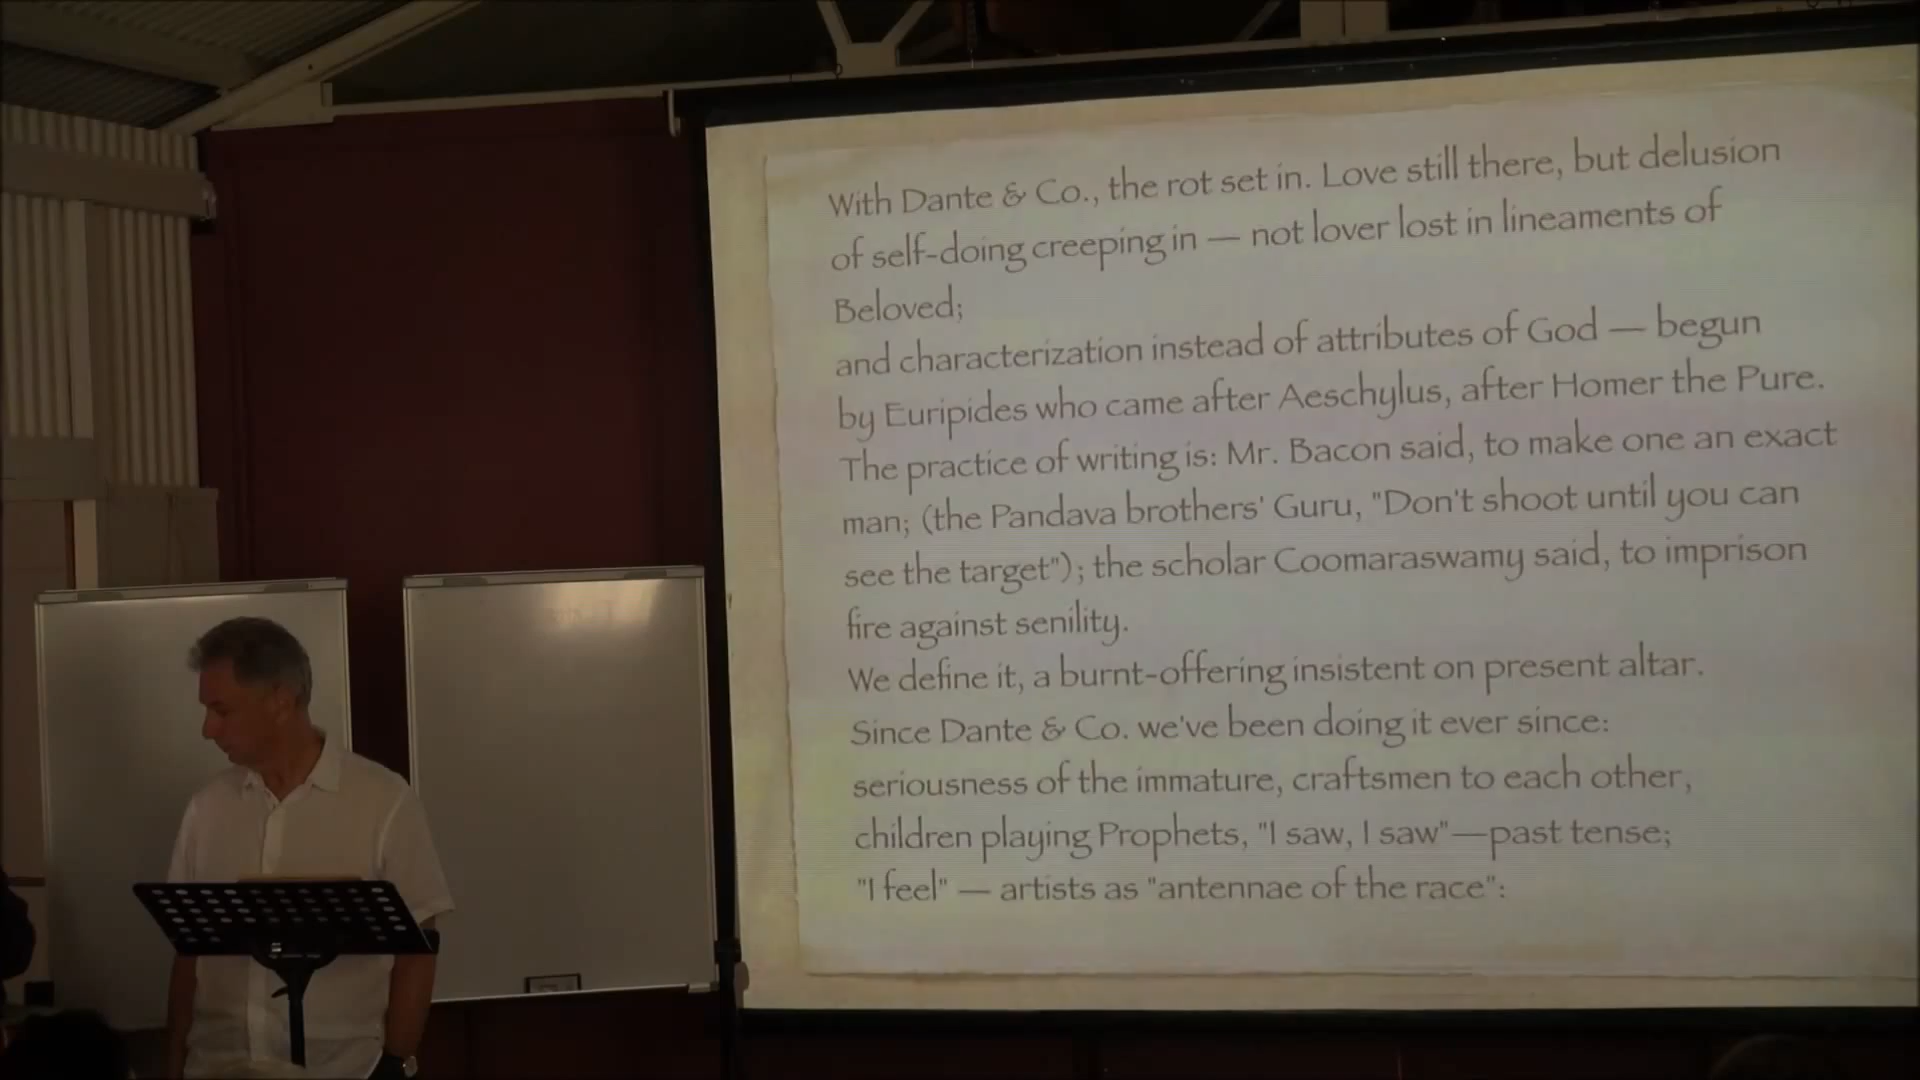 With Dante & Co., the rot set in. Love still there, but delusion
of self-doing creeping in — not lover lost in lineaments of
Beloved;
and characterization instead of attributes of God — begun
by Euripides who came after Aeschylus, after Homer the Pure.
The practice of writing is: Mr. Bacon said, to make one an exact
man; (the Pandava brothers' Guru, "Don't shoot until you can
see the target"); the scholar Coomaraswamy said, to imprison
fire against senility.
We define it, a burnt-offering insistent on present altar.
Since Dante & Co. we've been doing it ever since:
seriousness of the immature, craftsmen to each other,
children playing Prophets, "I saw, I saw"—past tense;
"I feel" — artists as "antennae of the race":